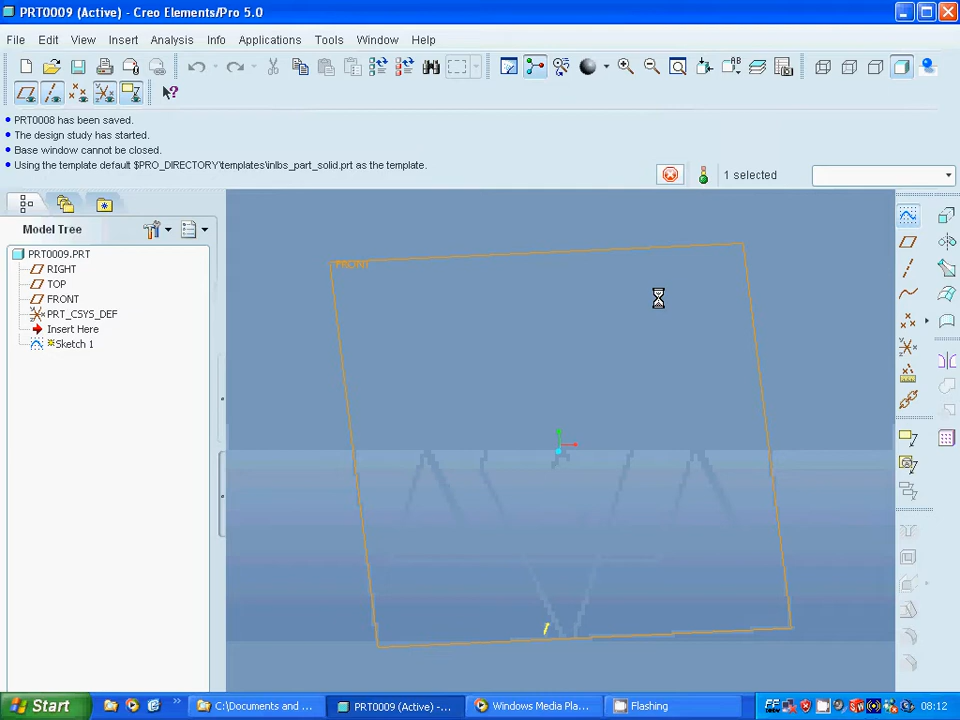 PRT0009 (Active) - Creo Elements/Pro 5.0
File Edit View Insert Analysis Info Applications Tools Window Help
PRT0008 has been saved.
The design study has started.
Base window cannot be closed.
Using the template default $PRO_DIRECTORY\templates\inlbs_part_solid.prt as the template.
1 selected
Model Tree
PRT0009.PRT
RIGHT
TOP
FRONT
PRT_CSYS_DEF
Insert Here
Sketch 1
FRONT
Start
C:\Documents and ...
PRT0009 (Active) -...
Windows Media Pla...
Flashing
08:12